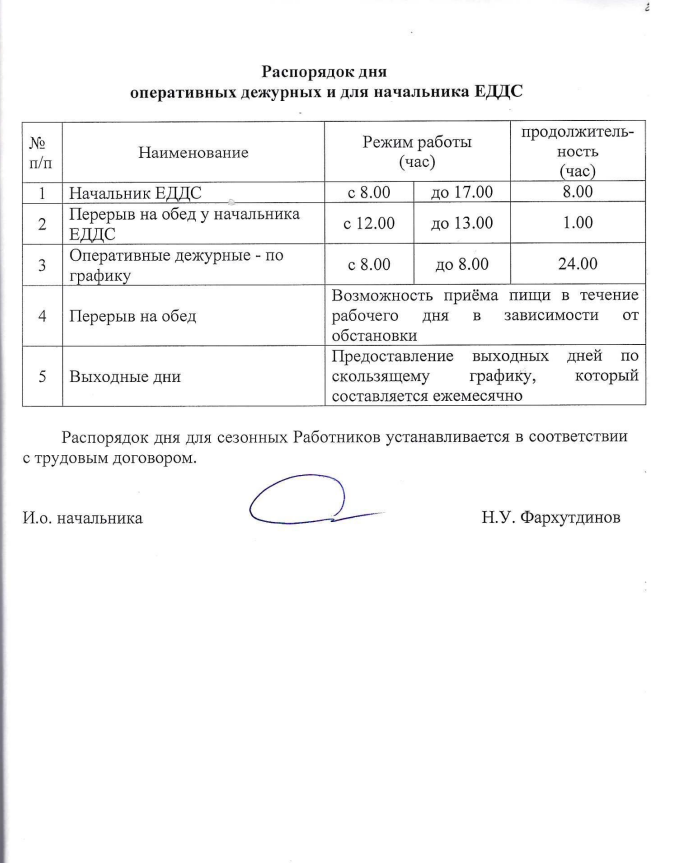 Распорядок дня
оперативных дежурных и для начальника ЕДДС
№
п/п
Наименование
Режим работы
(час)
продолжитель-
ность
(час)
1 Начальник ЕДДС с 8.00 до 17.00 8.00
2 Перерыв на обед у начальника
ЕДДС с 12.00 до 13.00 1.00
3 Оперативные дежурные - по
графику с 8.00 до 8.00 24.00
4 Перерыв на обед
Возможность приёма пищи в течение
рабочего дня в зависимости от
обстановки
5 Выходные дни
Предоставление выходных дней по
скользящему графику, который
составляется ежемесячно
Распорядок дня для сезонных Работников устанавливается в соответствии
с трудовым договором.
И.о. начальника Н.У. Фархутдинов